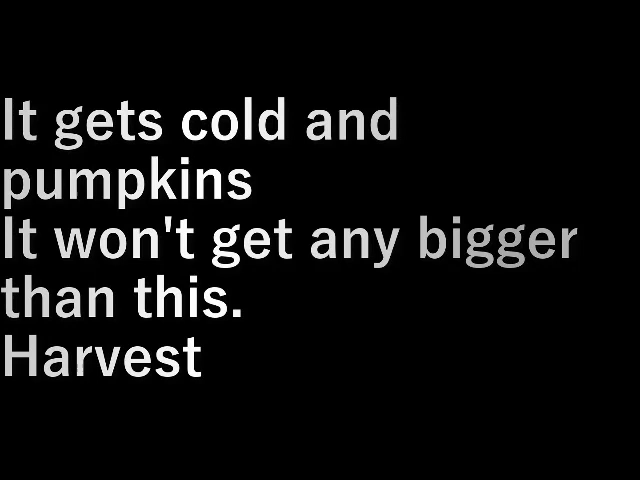 It gets cold and
pumpkins
It won't get any bigger
than this.
Harvest